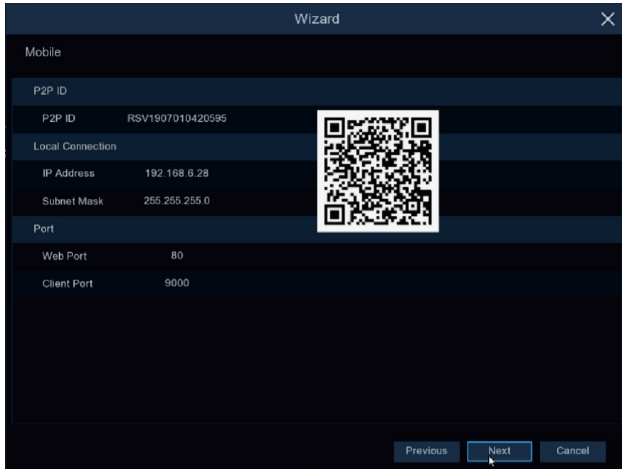 Wizard
Mobile
P2P ID
P2P ID RSV1907010420595
Local Connection
IP Address 192.168.6.28
Subnet Mask 255.255.255.0
Port
Web Port 80
Client Port 9000
Previous Next Cancel